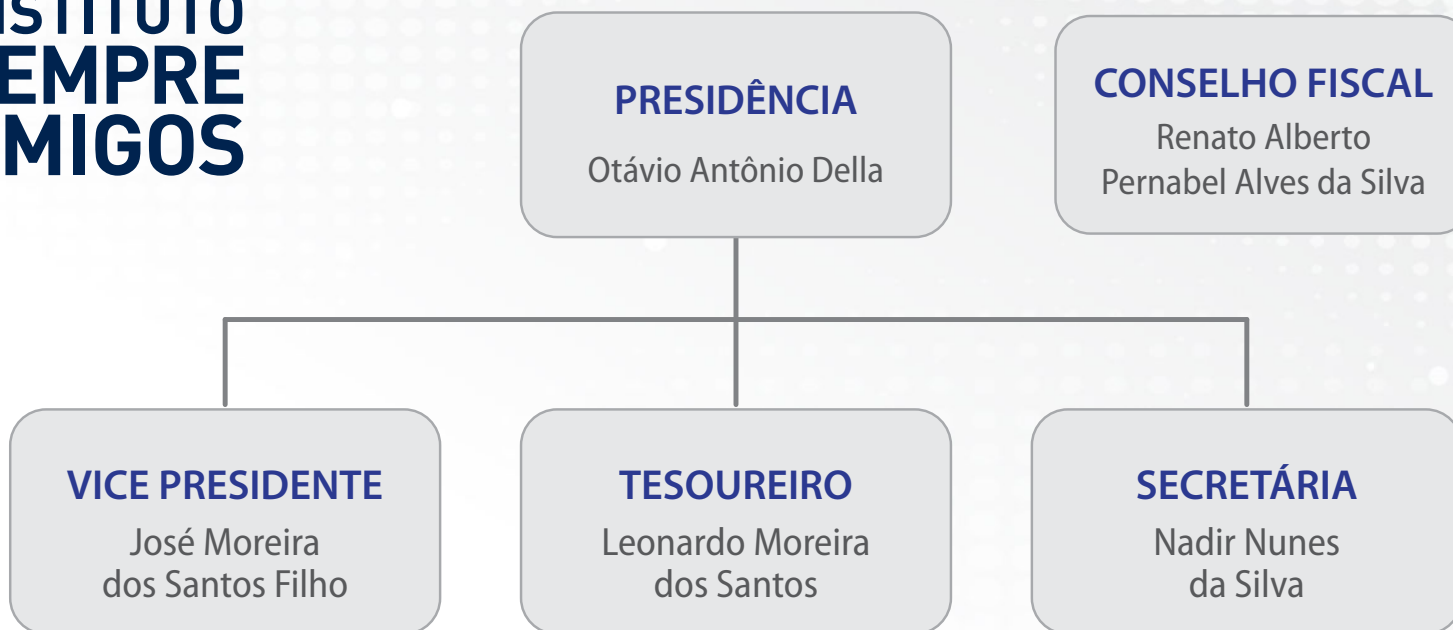 NSTITUTO
EMPRE
MIGOS
PRESIDÊNCIA
Otávio Antônio Della
CONSELHO FISCAL
Renato Alberto
Pernabel Alves da Silva
VICE PRESIDENTE
José Moreira
dos Santos Filho
TESOUREIRO
Leonardo Moreira
dos Santos
SECRETÁRIA
Nadir Nunes
da Silva